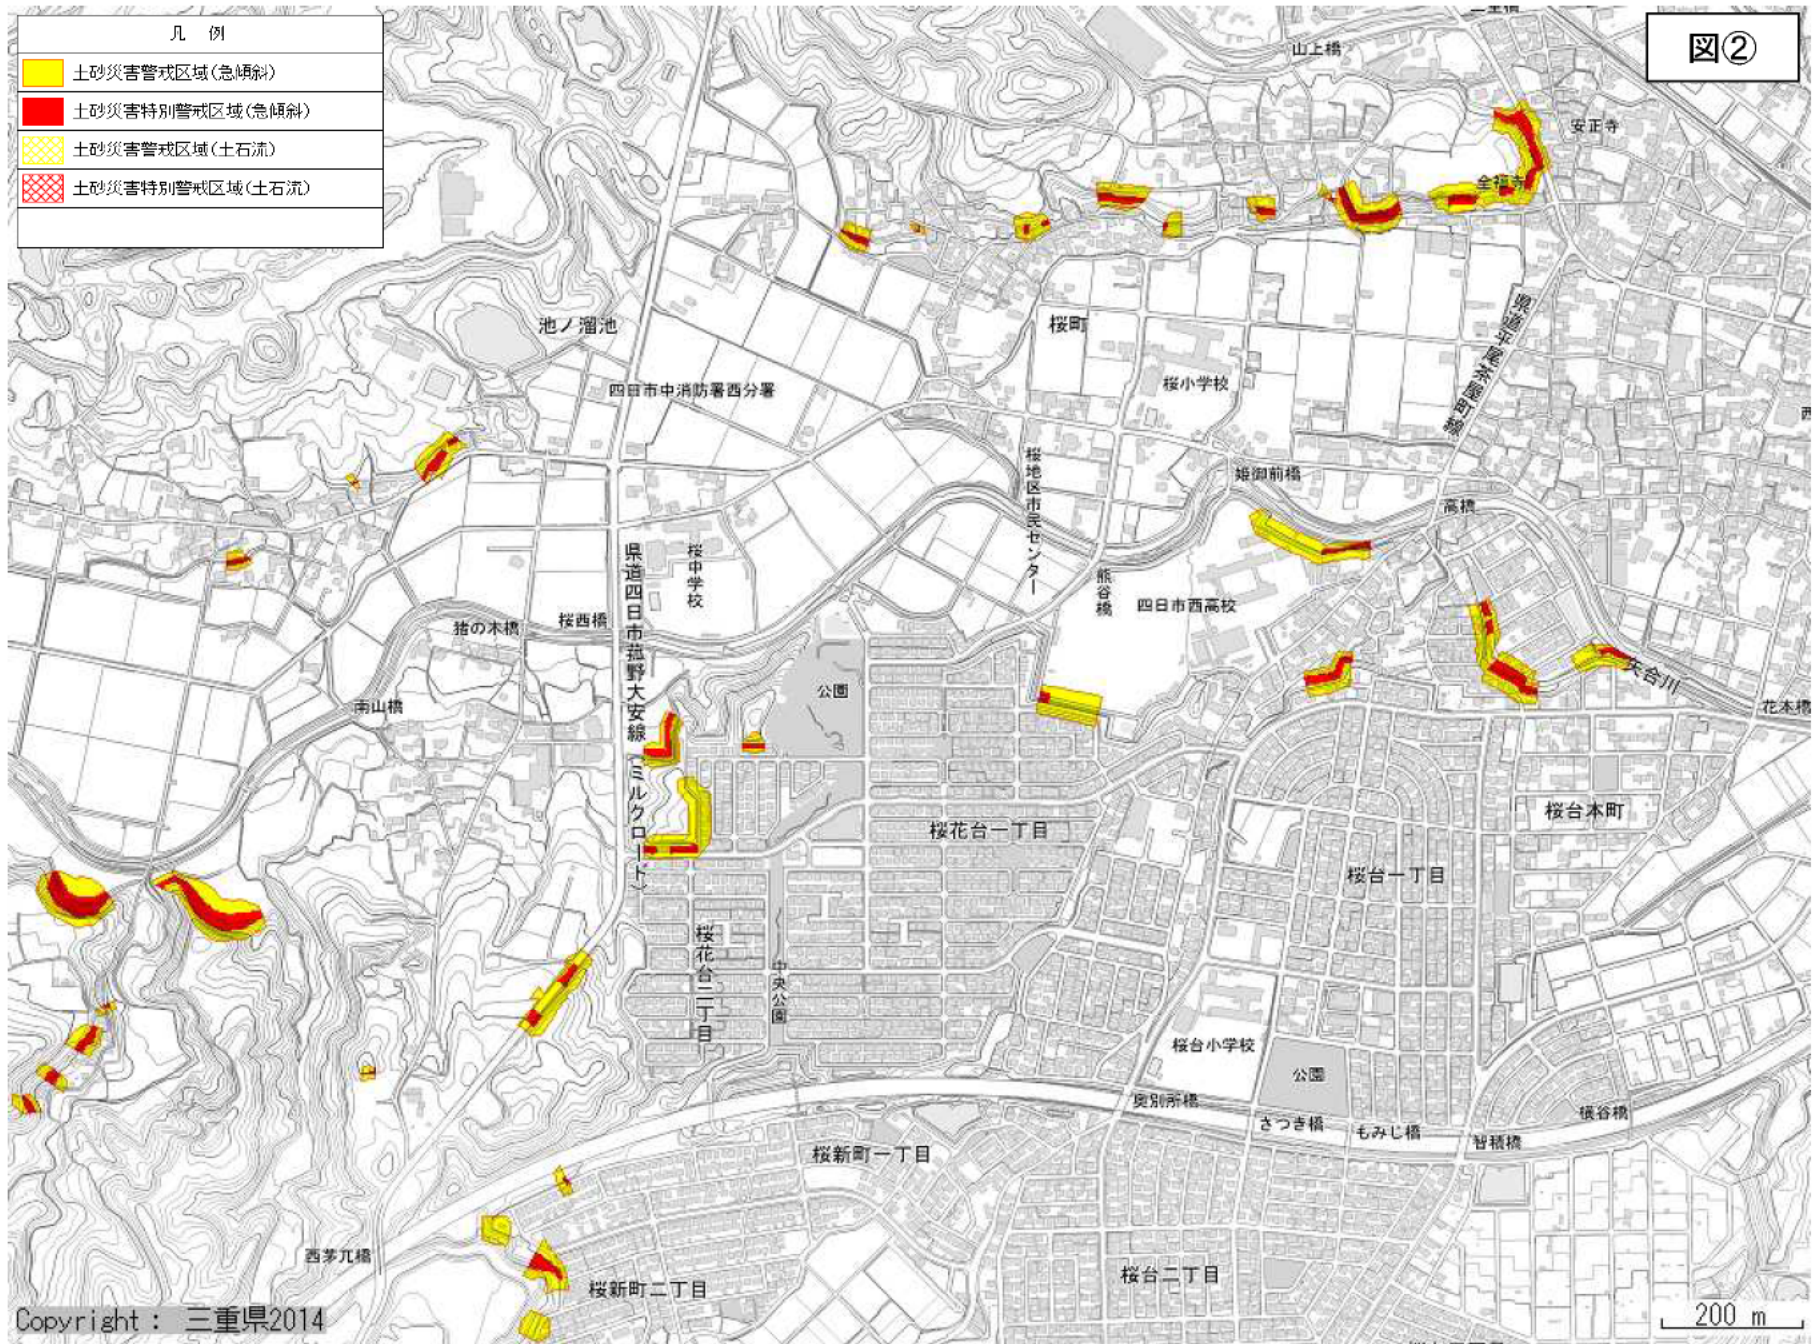 凡 例
土砂災害警戒区域(急傾斜)
土砂災害特別警戒区域(急傾斜)
土砂災害警戒区域(土石流)
土砂災害特別警戒区域(土石流)
図②
山上橋
安正寺
全福寺
県道平尾茶屋町線
池ノ溜池
桜町
四日市中消防署西分署
桜小学校
桜地区市民センター
姫御前橋
高橋
県道四日市菰野大安線(ミルクロード)
桜中学校
熊谷橋
四日市西高校
猪の木橋
桜西橋
公園
矢合川
南山橋
花本橋
桜花台一丁目
桜台本町
桜台一丁目
桜花台二丁目
中央公園
桜台小学校
公園
奥別所橋
さつき橋
もみじ橋
智積橋
横谷橋
桜新町一丁目
西茅兀橋
桜新町二丁目
桜台二丁目
Copyright : 三重県2014
200 m